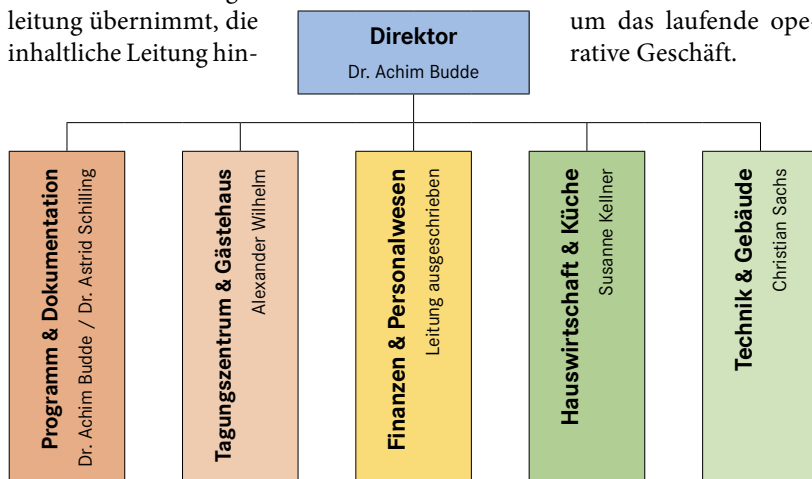 leitung übernimmt, die
inhaltliche Leitung hin-
um das laufende ope-
rative Geschäft.
Direktor
Dr. Achim Budde
Programm & Dokumentation
Dr. Achim Budde / Dr. Astrid Schilling
Tagungszentrum & Gästehaus
Alexander Wilhelm
Finanzen & Personalwesen
Leitung ausgeschrieben
Hauswirtschaft & Küche
Susanne Kellner
Technik & Gebäude
Christian Sachs